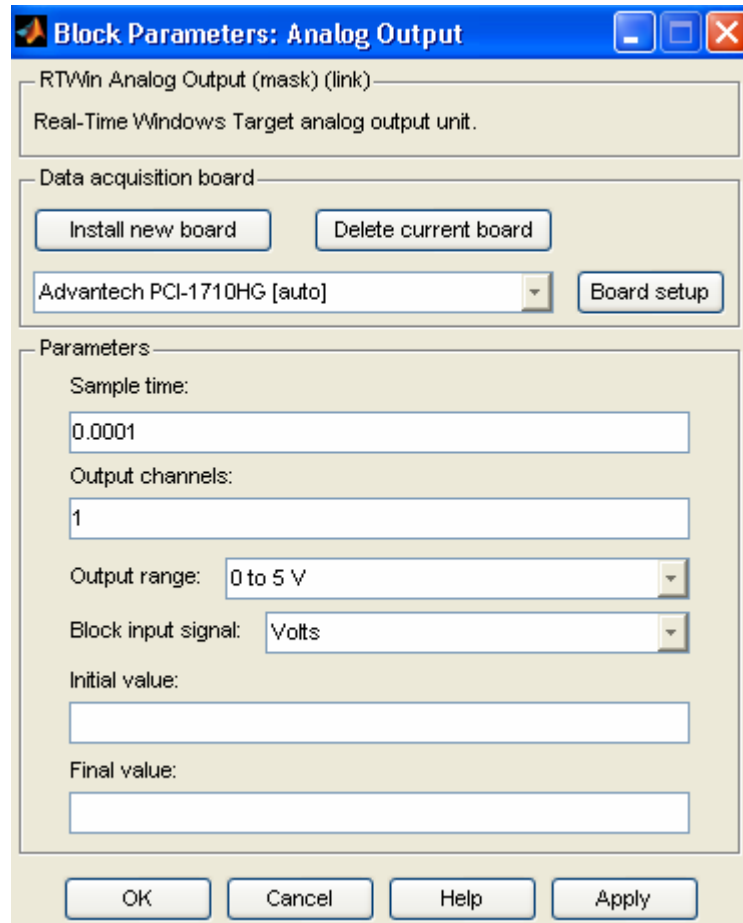 Block Parameters: Analog Output
RTWin Analog Output (mask) (link)
Real-Time Windows Target analog output unit.
Data acquisition board
Install new board Delete current board
Advantech PCI-1710HG [auto] Board setup
Parameters
Sample time:
0.0001
Output channels:
1
Output range: 0 to 5 V
Block input signal: Volts
Initial value:
Final value:
OK Cancel Help Apply